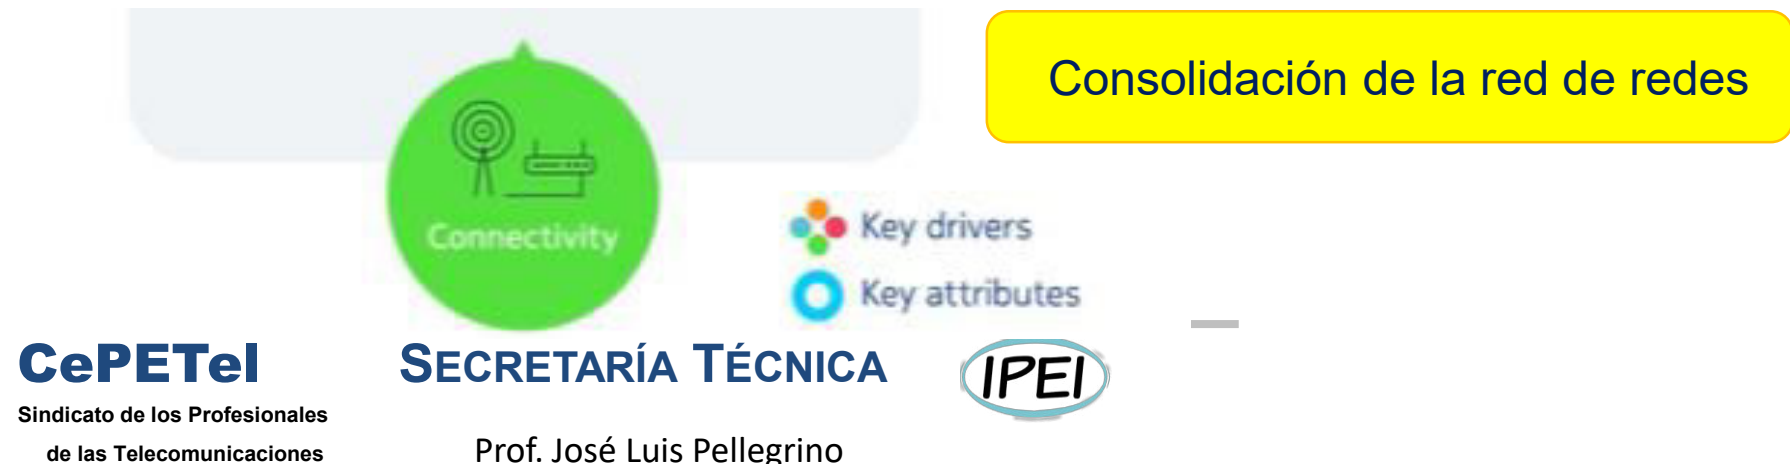 Consolidación de la red de redes
Connectivity
Key drivers
Key attributes
CePETel
SECRETARÍA TÉCNICA
IPEI
Sindicato de los Profesionales
de las Telecomunicaciones
Prof. José Luis Pellegrino